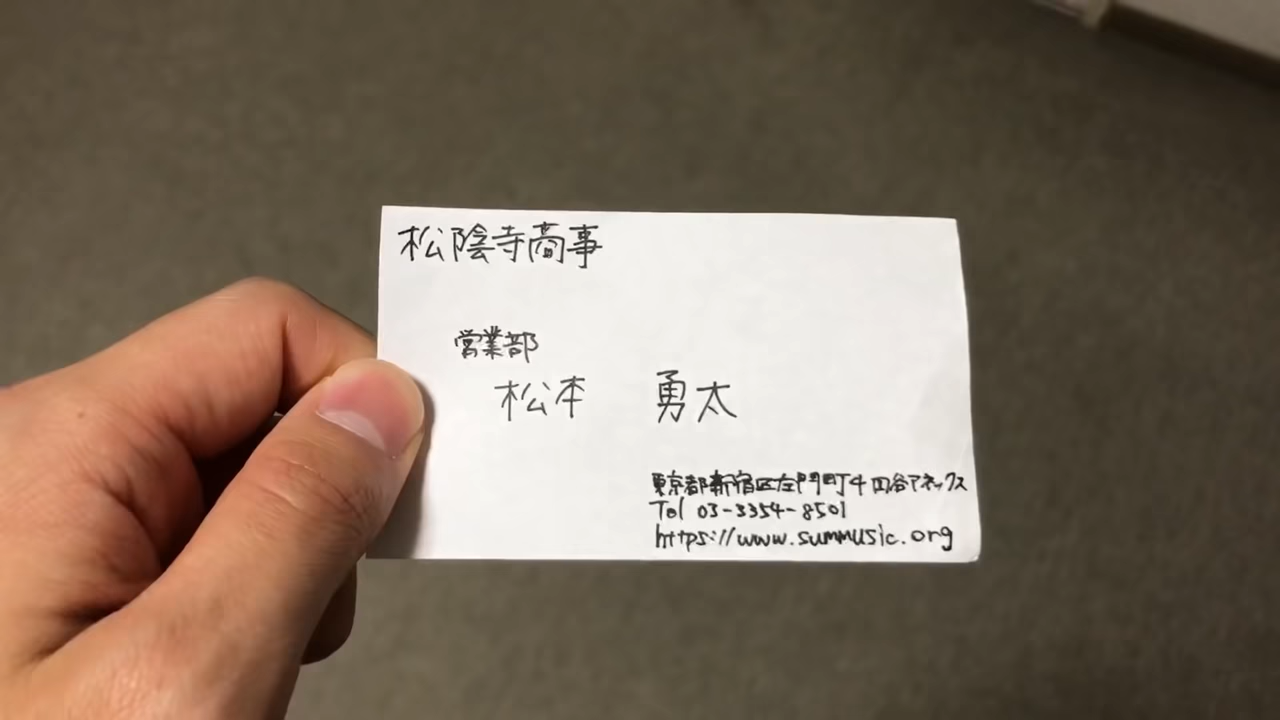 松陰寺商事
営業部
松本 勇太
東京都新宿区左門町4 四谷アネックス
Tel 03-3354-8501
https://www.summusic.org